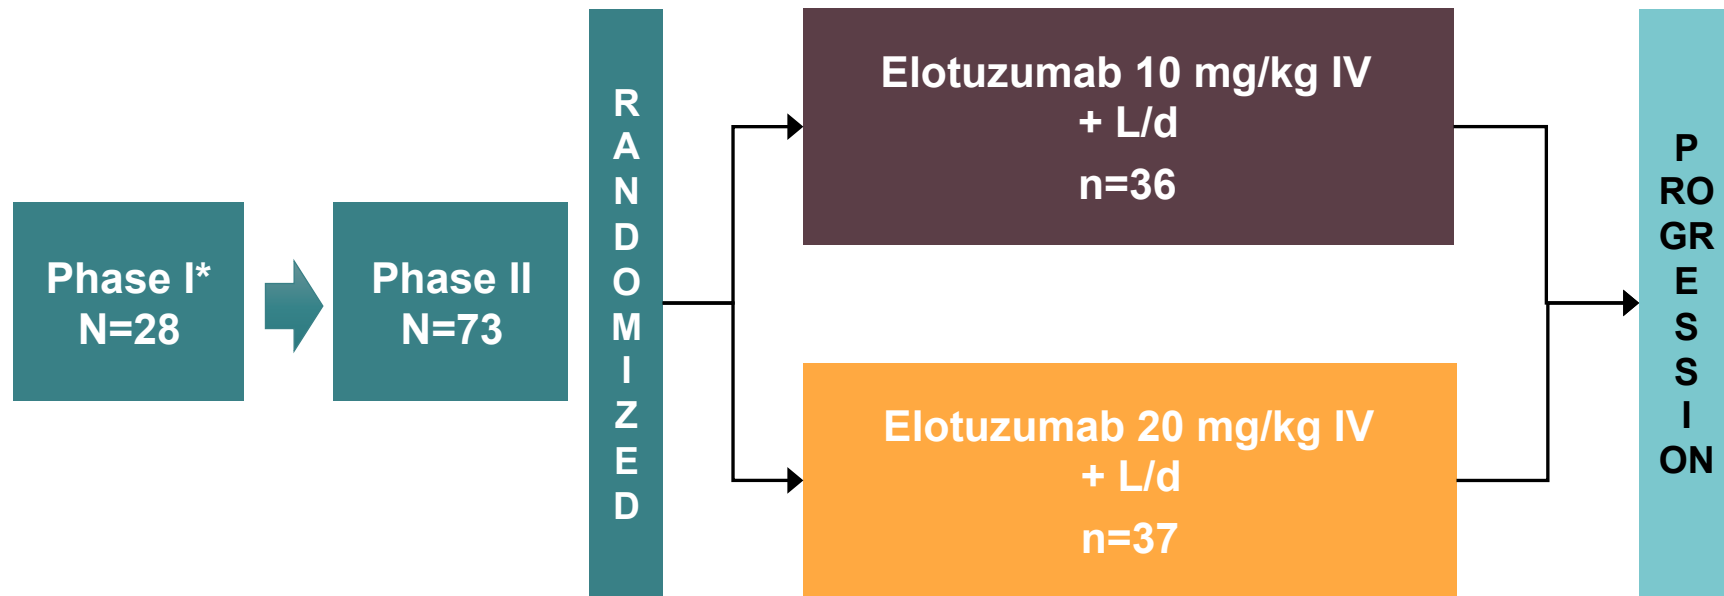 Phase I*
N=28
Phase II
N=73
R
A
N
D
O
M
I
Z
E
D
Elotuzumab 10 mg/kg IV
+ L/d
n=36
Elotuzumab 20 mg/kg IV
+ L/d
n=37
P
RO
GR
E
S
S
I
ON